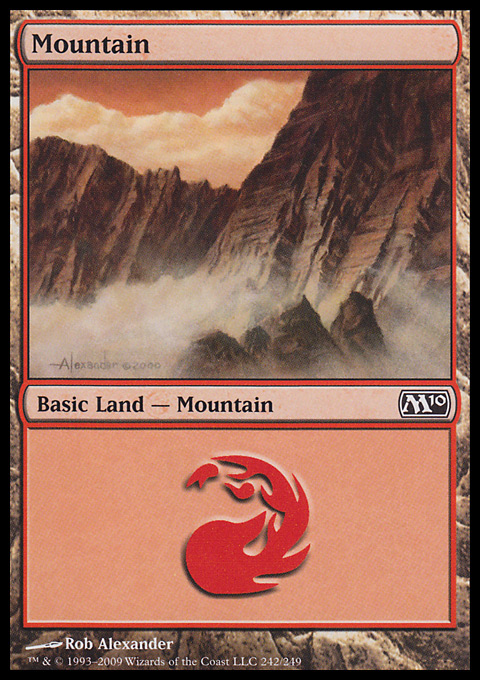 Mountain
Alexander ©2000
Basic Land — Mountain
M10
Rob Alexander
™ & © 1993–2009 Wizards of the Coast LLC 242/249